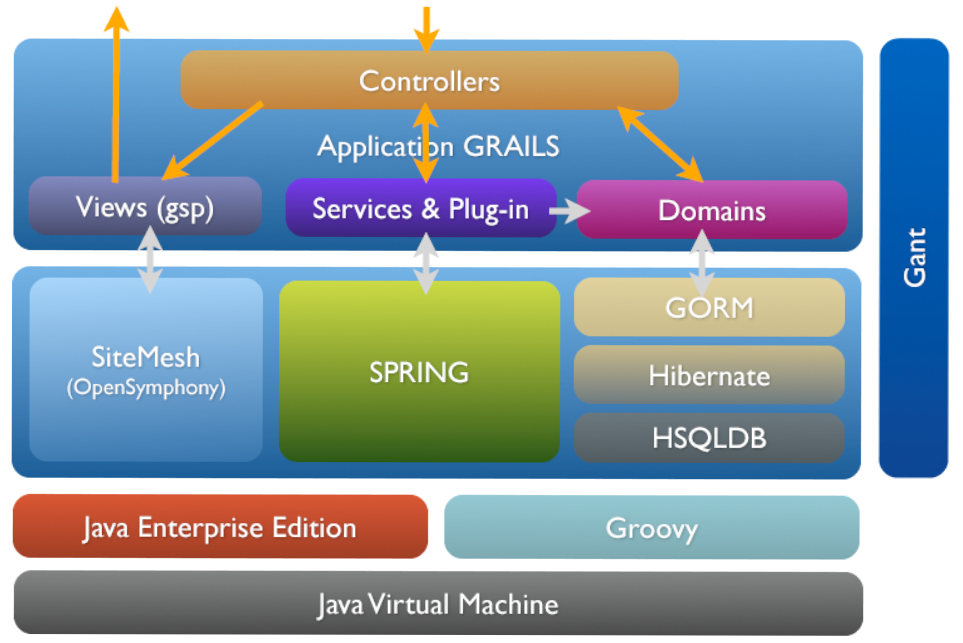 Controllers
Application GRAILS
Views (gsp)
Services & Plug-in
Domains
Gant
SiteMesh
(OpenSymphony)
SPRING
GORM
Hibernate
HSQLDB
Java Enterprise Edition
Groovy
Java Virtual Machine